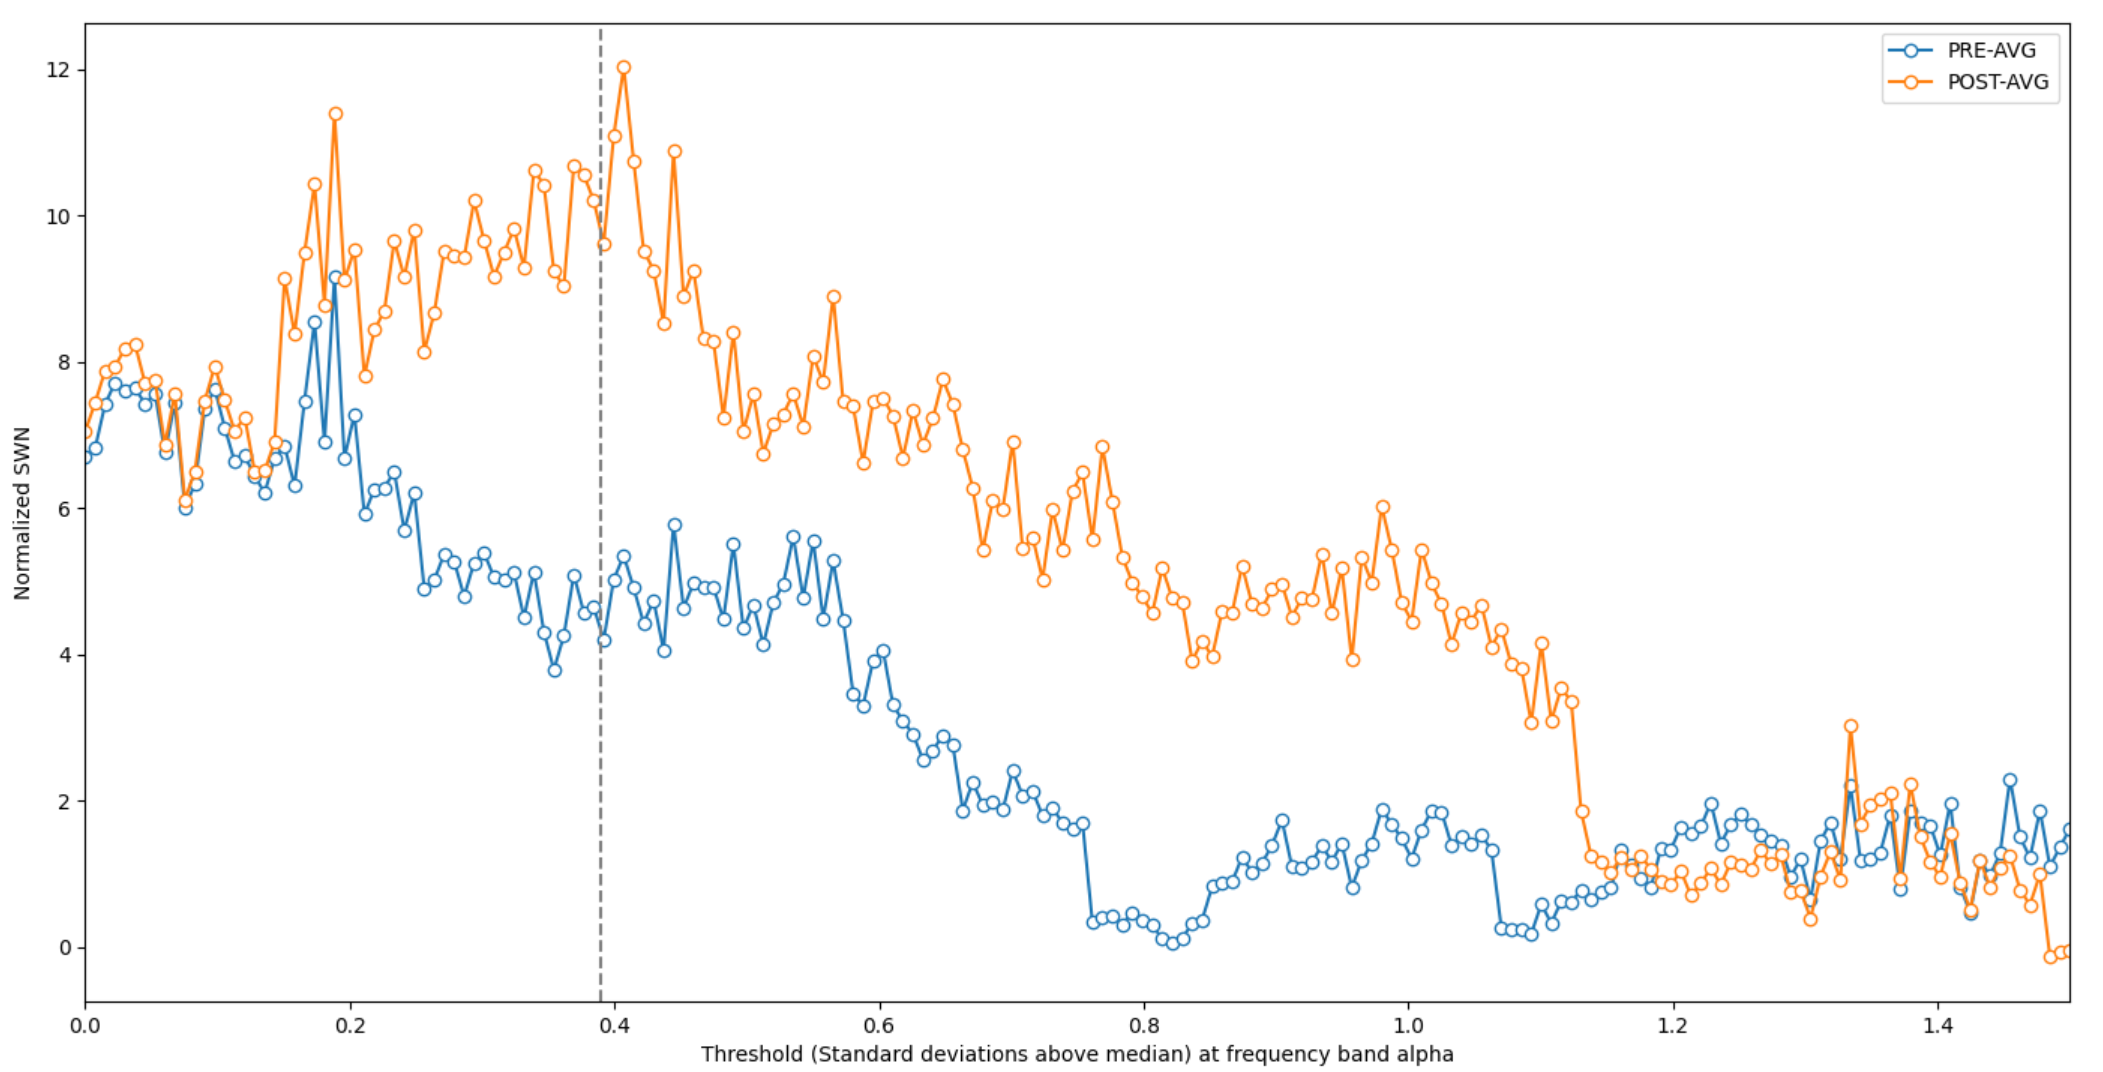 PRE-AVG
POST-AVG
12
10
8
6
4
2
0
Normalized SWN
0.0 0.2 0.4 0.6 0.8 1.0 1.2 1.4
Threshold (Standard deviations above median) at frequency band alpha